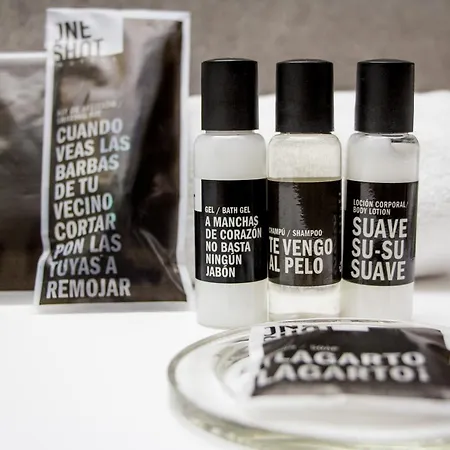 ONE
SHOT
CUANDO
VEAS LAS
BARBAS
DE TU
VECINO
CORTAR
PON LAS
TUYAS A
REMOJAR
GEL / BATH GEL
A MANCHAS
DE CORAZÓN
NO BASTA
NINGÚN
JABÓN
CHAMPÚ / SHAMPOO
TE VENGO
AL PELO
LOCIÓN CORPORAL/
BODY LOTION
SUAVE
SU-SU
SUAVE
LAGARTO
LAGARTO